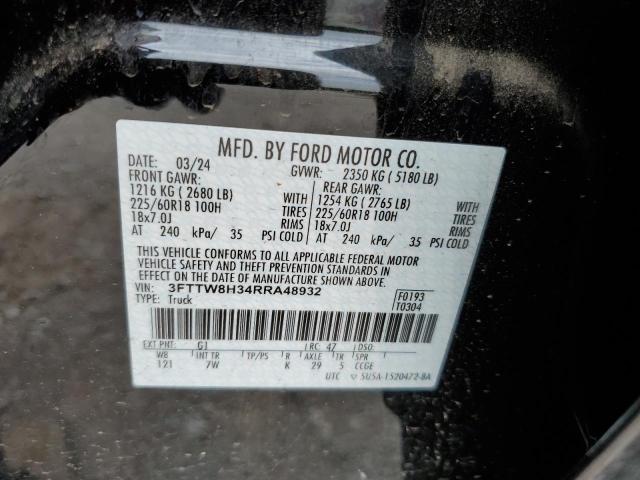 MFD. BY FORD MOTOR CO.
DATE: 03/24 GVWR: 2350 KG ( 5180 LB)
FRONT GAWR: REAR GAWR:
1216 KG ( 2680 LB) 1254 KG ( 2765 LB)
225/60R18 100H TIRES 225/60R18 100H TIRES
18x7.0J RIMS 18x7.0J RIMS
AT 240 kPa/ 35 PSI COLD AT 240 kPa/ 35 PSI COLD
THIS VEHICLE CONFORMS TO ALL APPLICABLE FEDERAL MOTOR
VEHICLE SAFETY AND THEFT PREVENTION STANDARDS IN
EFFECT ON THE DATE OF MANUFACTURE SHOWN ABOVE.
VIN: 3FTTW8H34RRA48932 F0193
TYPE: Truck T0304
EXT PNT: G1 RC: 47 DSO:
WB INT TR TP/PS R AXLE TR SPR
121 7W K 29 5 CCGE
UTC 5U5A-1520472-BA